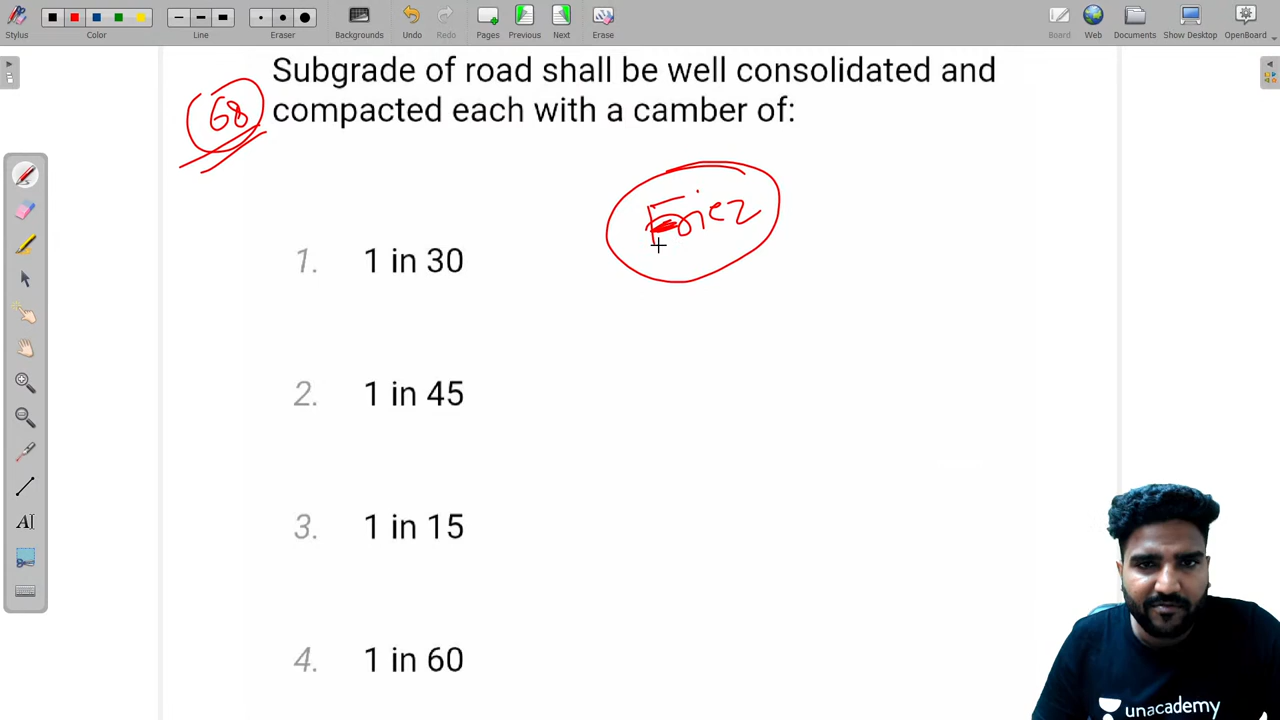 Stylus
Color
Line
Eraser
Backgrounds
Undo
Redo
Pages
Previous
Next
Erase
Board
Web
Documents
Show Desktop
OpenBoard
68
Subgrade of road shall be well consolidated and
compacted each with a camber of:
1. 1 in 30
2. 1 in 45
3. 1 in 15
4. 1 in 60
unacademy